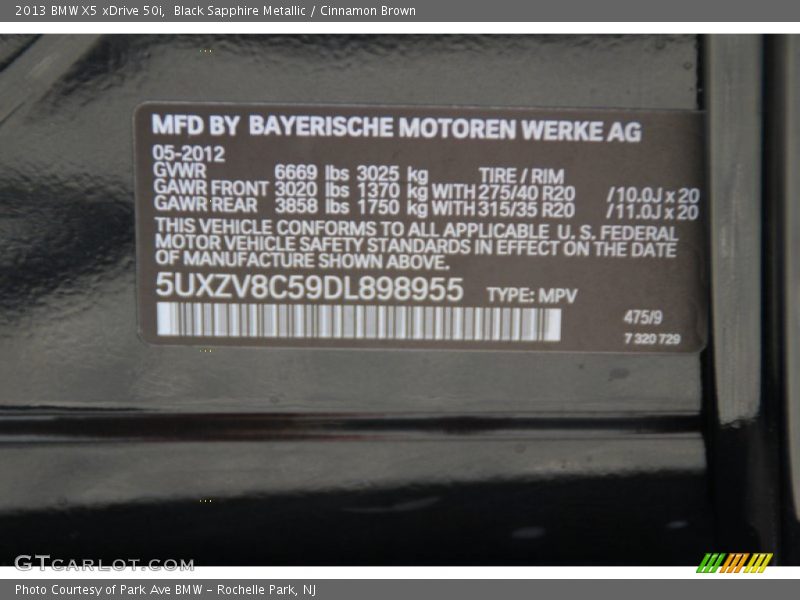 2013 BMW X5 xDrive 50i, Black Sapphire Metallic / Cinnamon Brown
MFD BY BAYERISCHE MOTOREN WERKE AG
05-2012
GVWR 6669 lbs 3025 kg TIRE / RIM
GAWR FRONT 3020 lbs 1370 kg WITH 275/40 R20 /10.0J x 20
GAWR REAR 3858 lbs 1750 kg WITH 315/35 R20 /11.0J x 20
THIS VEHICLE CONFORMS TO ALL APPLICABLE U. S. FEDERAL
MOTOR VEHICLE SAFETY STANDARDS IN EFFECT ON THE DATE
OF MANUFACTURE SHOWN ABOVE.
5UXZV8C59DL898955 TYPE: MPV
475/9
7 320 729
GTCARLOT.COM
Photo Courtesy of Park Ave BMW - Rochelle Park, NJ